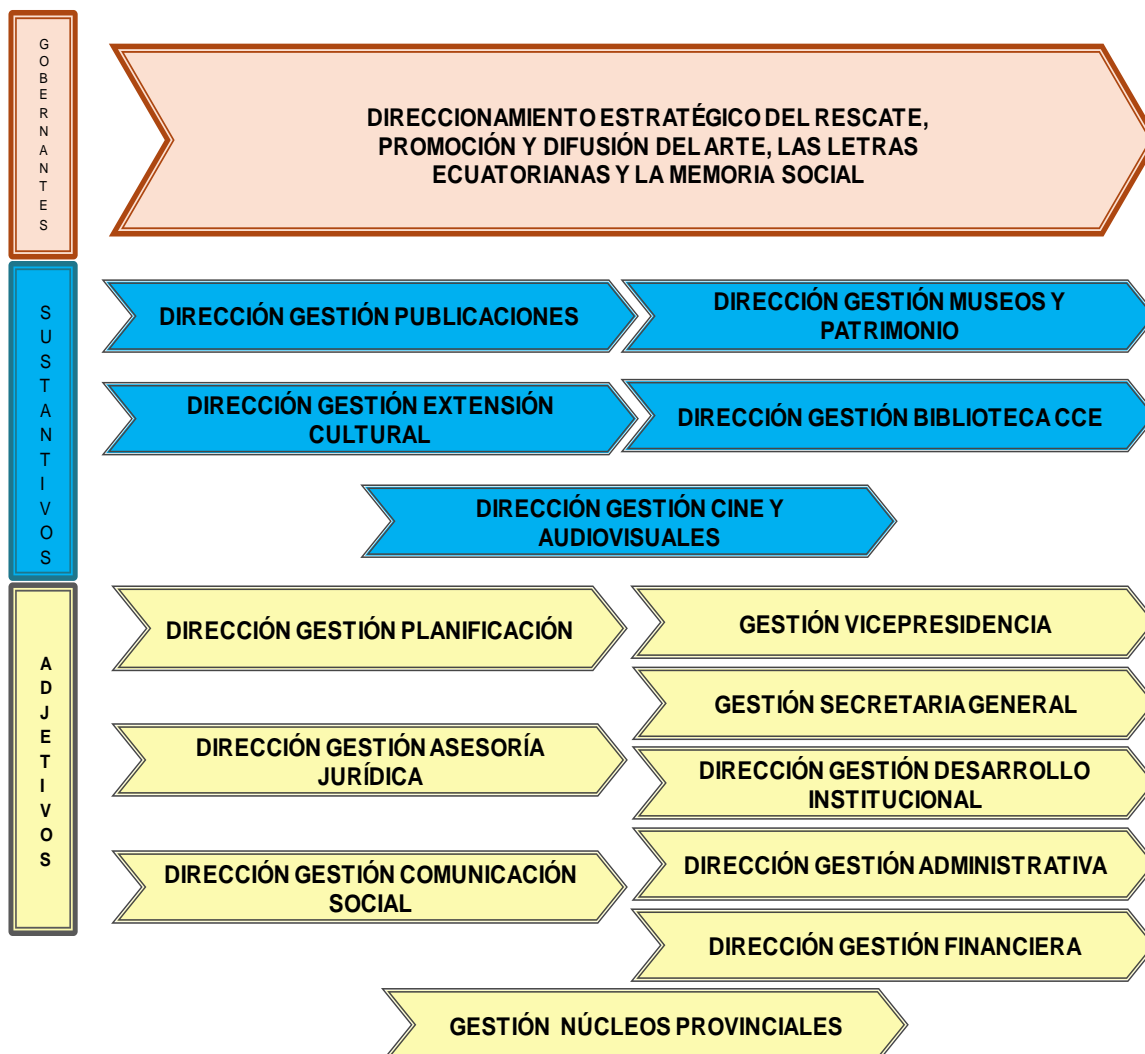 GOBERNANTES
DIRECCIONAMIENTO ESTRATÉGICO DEL RESCATE,
PROMOCIÓN Y DIFUSIÓN DEL ARTE, LAS LETRAS
ECUATORIANAS Y LA MEMORIA SOCIAL
SUSTANTIVOS
DIRECCIÓN GESTIÓN PUBLICACIONES
DIRECCIÓN GESTIÓN MUSEOS Y
PATRIMONIO
DIRECCIÓN GESTIÓN EXTENSIÓN
CULTURAL
DIRECCIÓN GESTIÓN BIBLIOTECA CCE
DIRECCIÓN GESTIÓN CINE Y
AUDIOVISUALES
ADJETIVOS
DIRECCIÓN GESTIÓN PLANIFICACIÓN
GESTIÓN VICEPRESIDENCIA
GESTIÓN SECRETARIA GENERAL
DIRECCIÓN GESTIÓN ASESORÍA
JURÍDICA
DIRECCIÓN GESTIÓN DESARROLLO
INSTITUCIONAL
DIRECCIÓN GESTIÓN COMUNICACIÓN
SOCIAL
DIRECCIÓN GESTIÓN ADMINISTRATIVA
DIRECCIÓN GESTIÓN FINANCIERA
GESTIÓN NÚCLEOS PROVINCIALES